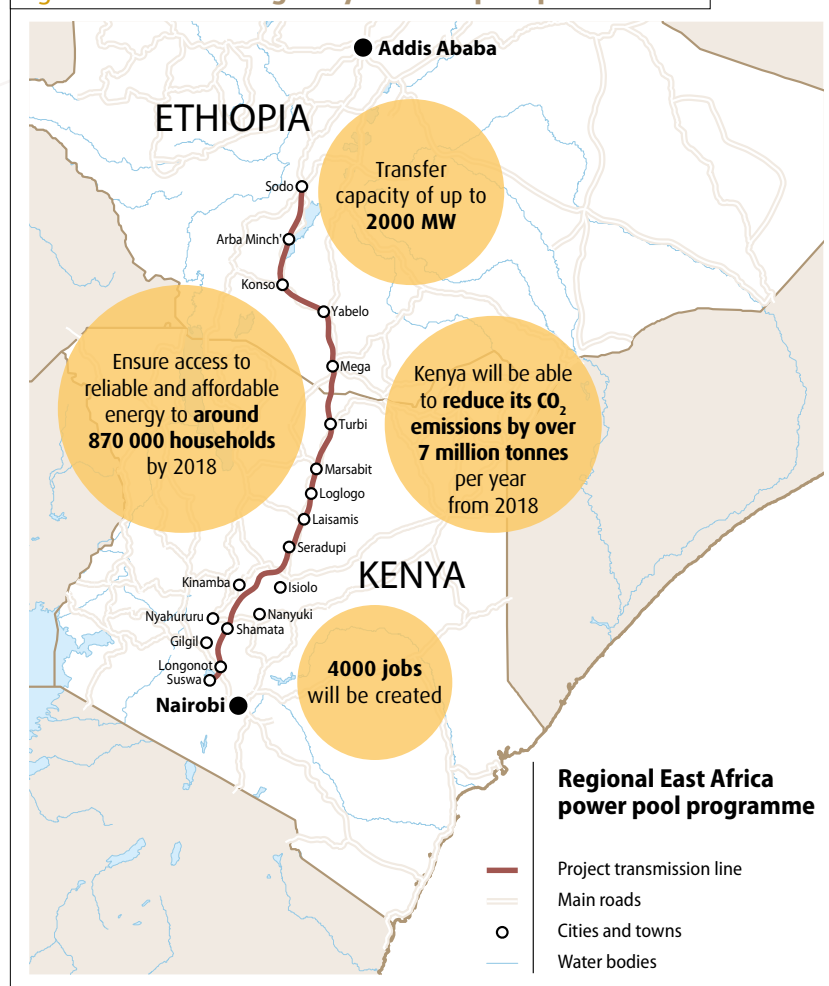 Addis Ababa
ETHIOPIA
Transfer
capacity of up to
2000 MW
Sodo
Arba Minch'
Konso
Yabelo
Ensure access to
reliable and affordable
energy to around
870 000 households
by 2018
Mega
Kenya will be able
to reduce its CO₂
emissions by over
7 million tonnes
per year
from 2018
Turbi
Marsabit
Loglogo
Laisamis
Seradupi
KENYA
Kinamba
Isiolo
Nyahururu
Nanyuki
Shamata
Gilgil
Longonot
Suswa
4000 jobs
will be created
Nairobi
Regional East Africa
power pool programme
Project transmission line
Main roads
Cities and towns
Water bodies